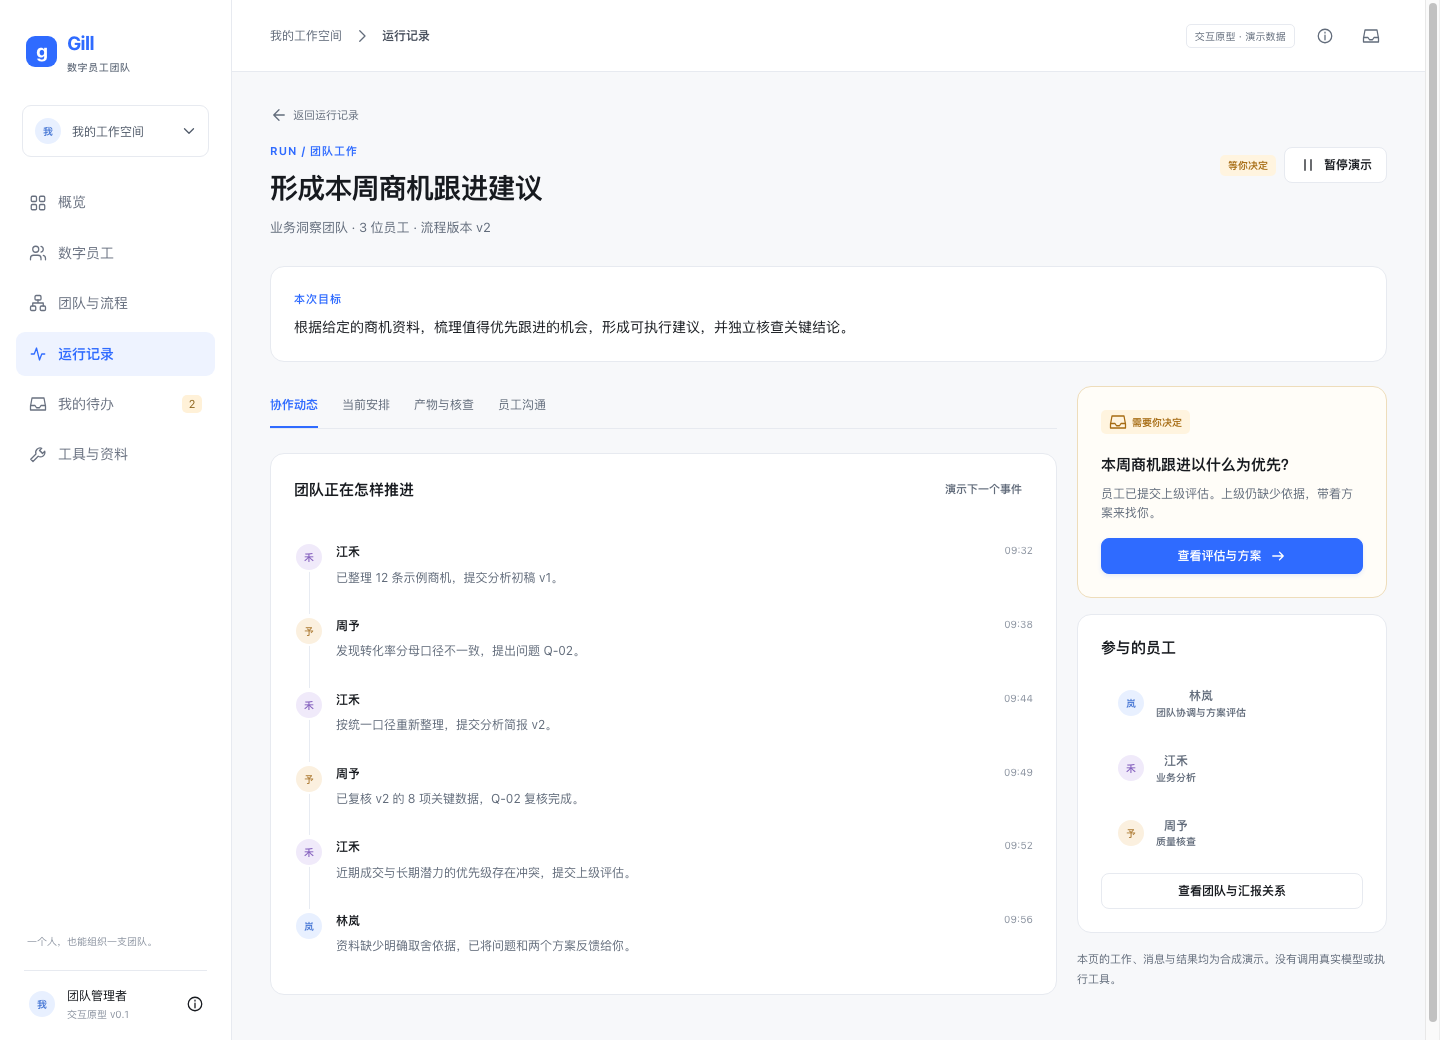 g
Gill
数字员工团队
我 我的工作空间
概览
数字员工
团队与流程
运行记录
我的待办 2
工具与资料
一个人，也能组织一支团队。
我 团队管理者
交互原型 v0.1
我的工作空间 > 运行记录
交互原型 · 演示数据
返回运行记录
RUN / 团队工作
形成本周商机跟进建议
业务洞察团队 · 3 位员工 · 流程版本 v2
等你决定
暂停演示
本次目标
根据给定的商机资料，梳理值得优先跟进的机会，形成可执行建议，并独立核查关键结论。
协作动态 当前安排 产物与核查 员工沟通
团队正在怎样推进 演示下一个事件
禾 江禾 09:32
已整理 12 条示例商机，提交分析初稿 v1。
予 周予 09:38
发现转化率分母口径不一致，提出问题 Q-02。
禾 江禾 09:44
按统一口径重新整理，提交分析简报 v2。
予 周予 09:49
已复核 v2 的 8 项关键数据，Q-02 复核完成。
禾 江禾 09:52
近期成交与长期潜力的优先级存在冲突，提交上级评估。
岚 林岚 09:56
资料缺少明确取舍依据，已将问题和两个方案反馈给你。
需要你决定
本周商机跟进以什么为优先?
员工已提交上级评估。上级仍缺少依据，带着方
案来找你。
查看评估与方案 →
参与的员工
岚 林岚
团队协调与方案评估
禾 江禾
业务分析
予 周予
质量核查
查看团队与汇报关系
本页的工作、消息与结果均为合成演示。没有调用真实模型或执
行工具。